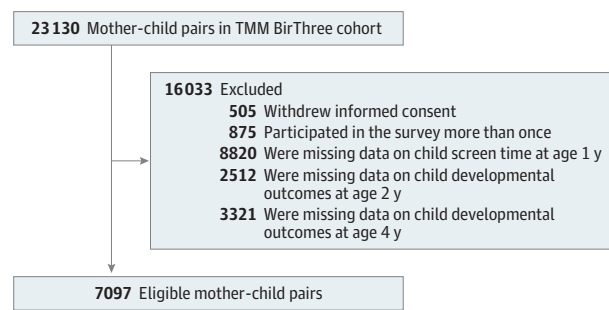 23130 Mother-child pairs in TMM BirThree cohort
16033 Excluded
505 Withdrew informed consent
875 Participated in the survey more than once
8820 Were missing data on child screen time at age 1 y
2512 Were missing data on child developmental
outcomes at age 2 y
3321 Were missing data on child developmental
outcomes at age 4 y
7097 Eligible mother-child pairs